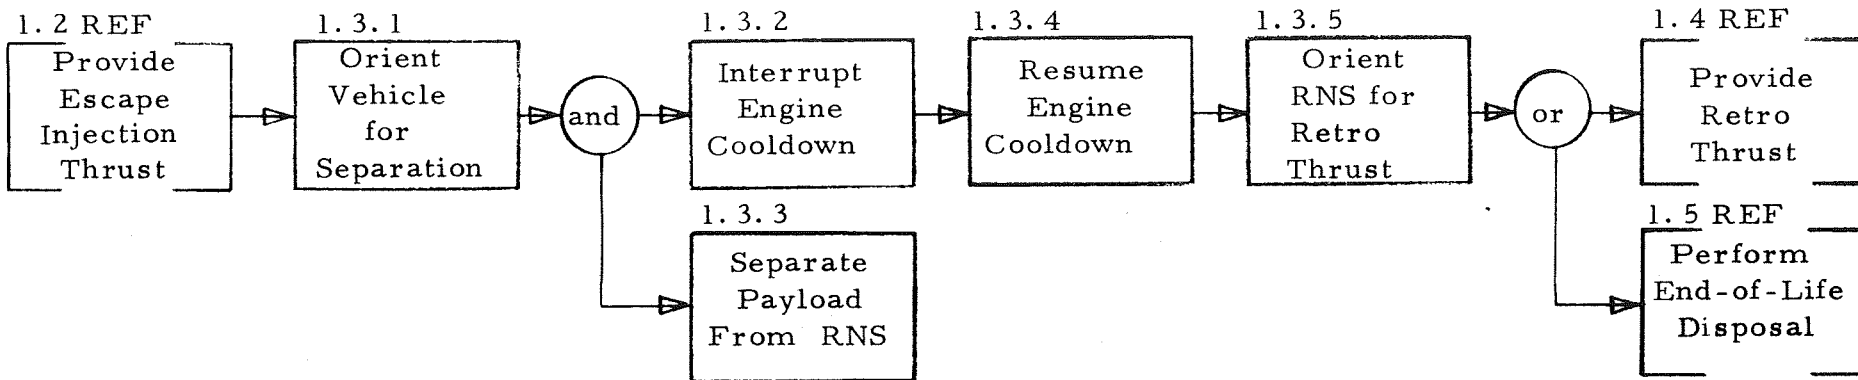 1.2 REF
Provide
Escape
Injection
Thrust
1.3.1
Orient
Vehicle
for
Separation
and
1.3.2
Interrupt
Engine
Cooldown
1.3.3
Separate
Payload
From RNS
1.3.4
Resume
Engine
Cooldown
1.3.5
Orient
RNS for
Retro
Thrust
or
1.4 REF
Provide
Retro
Thrust
1.5 REF
Perform
End-of-Life
Disposal